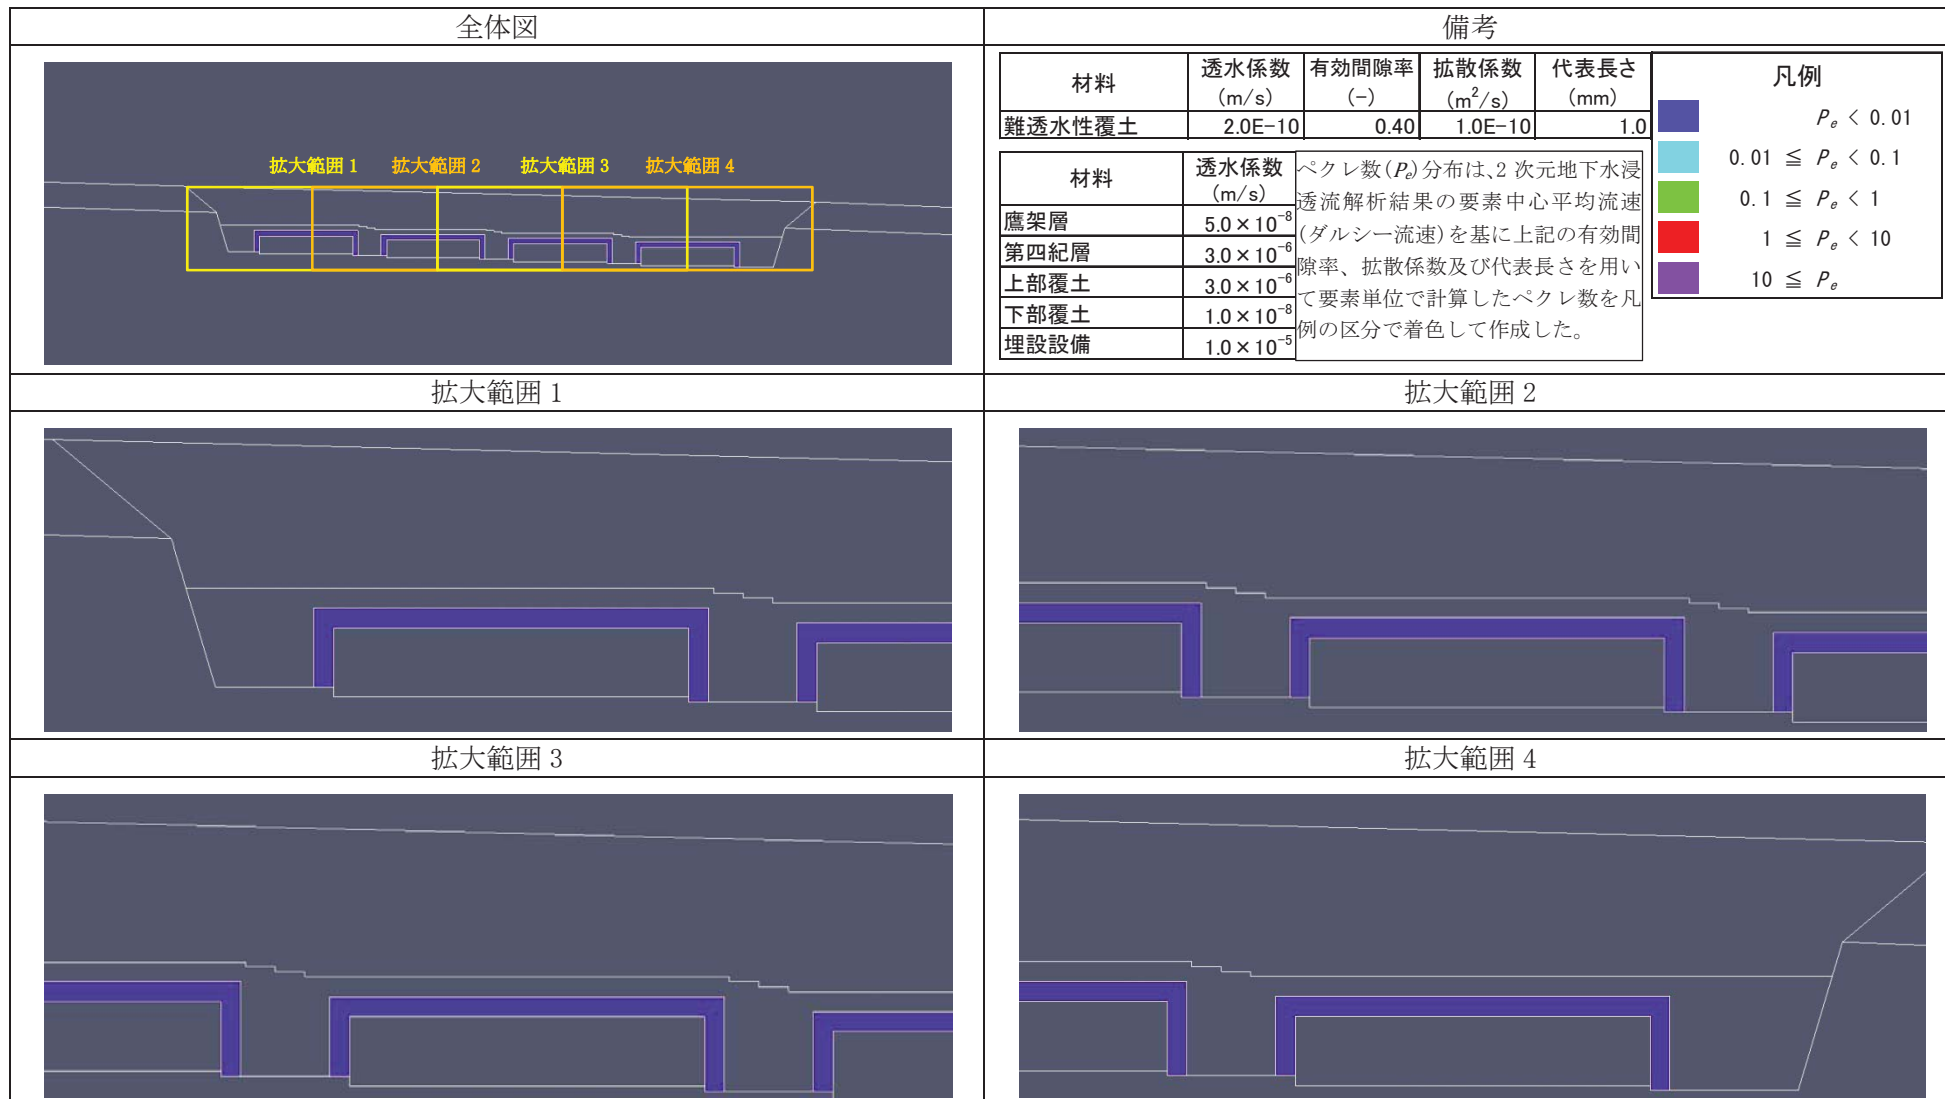 全体図
拡大範囲 1 拡大範囲 2 拡大範囲 3 拡大範囲 4
備考
材料 透水係数 (m/s) 有効間隙率 (-) 拡散係数 (m²/s) 代表長さ (mm)
難透水性覆土 2.0E-10 0.40 1.0E-10 1.0
材料 透水係数 (m/s)
鷹架層 5.0×10⁻⁸
第四紀層 3.0×10⁻⁶
上部覆土 3.0×10⁻⁶
下部覆土 1.0×10⁻⁸
埋設設備 1.0×10⁻⁵
ペクレ数(Pe)分布は、2 次元地下水浸
透流解析結果の要素中心平均流速
(ダルシー流速)を基に上記の有効間
隙率、拡散係数及び代表長さを用い
て要素単位で計算したペクレ数を凡
例の区分で着色して作成した。
凡例
Pe < 0.01
0.01 ≦ Pe < 0.1
0.1 ≦ Pe < 1
1 ≦ Pe < 10
10 ≦ Pe
拡大範囲 1
拡大範囲 2
拡大範囲 3
拡大範囲 4